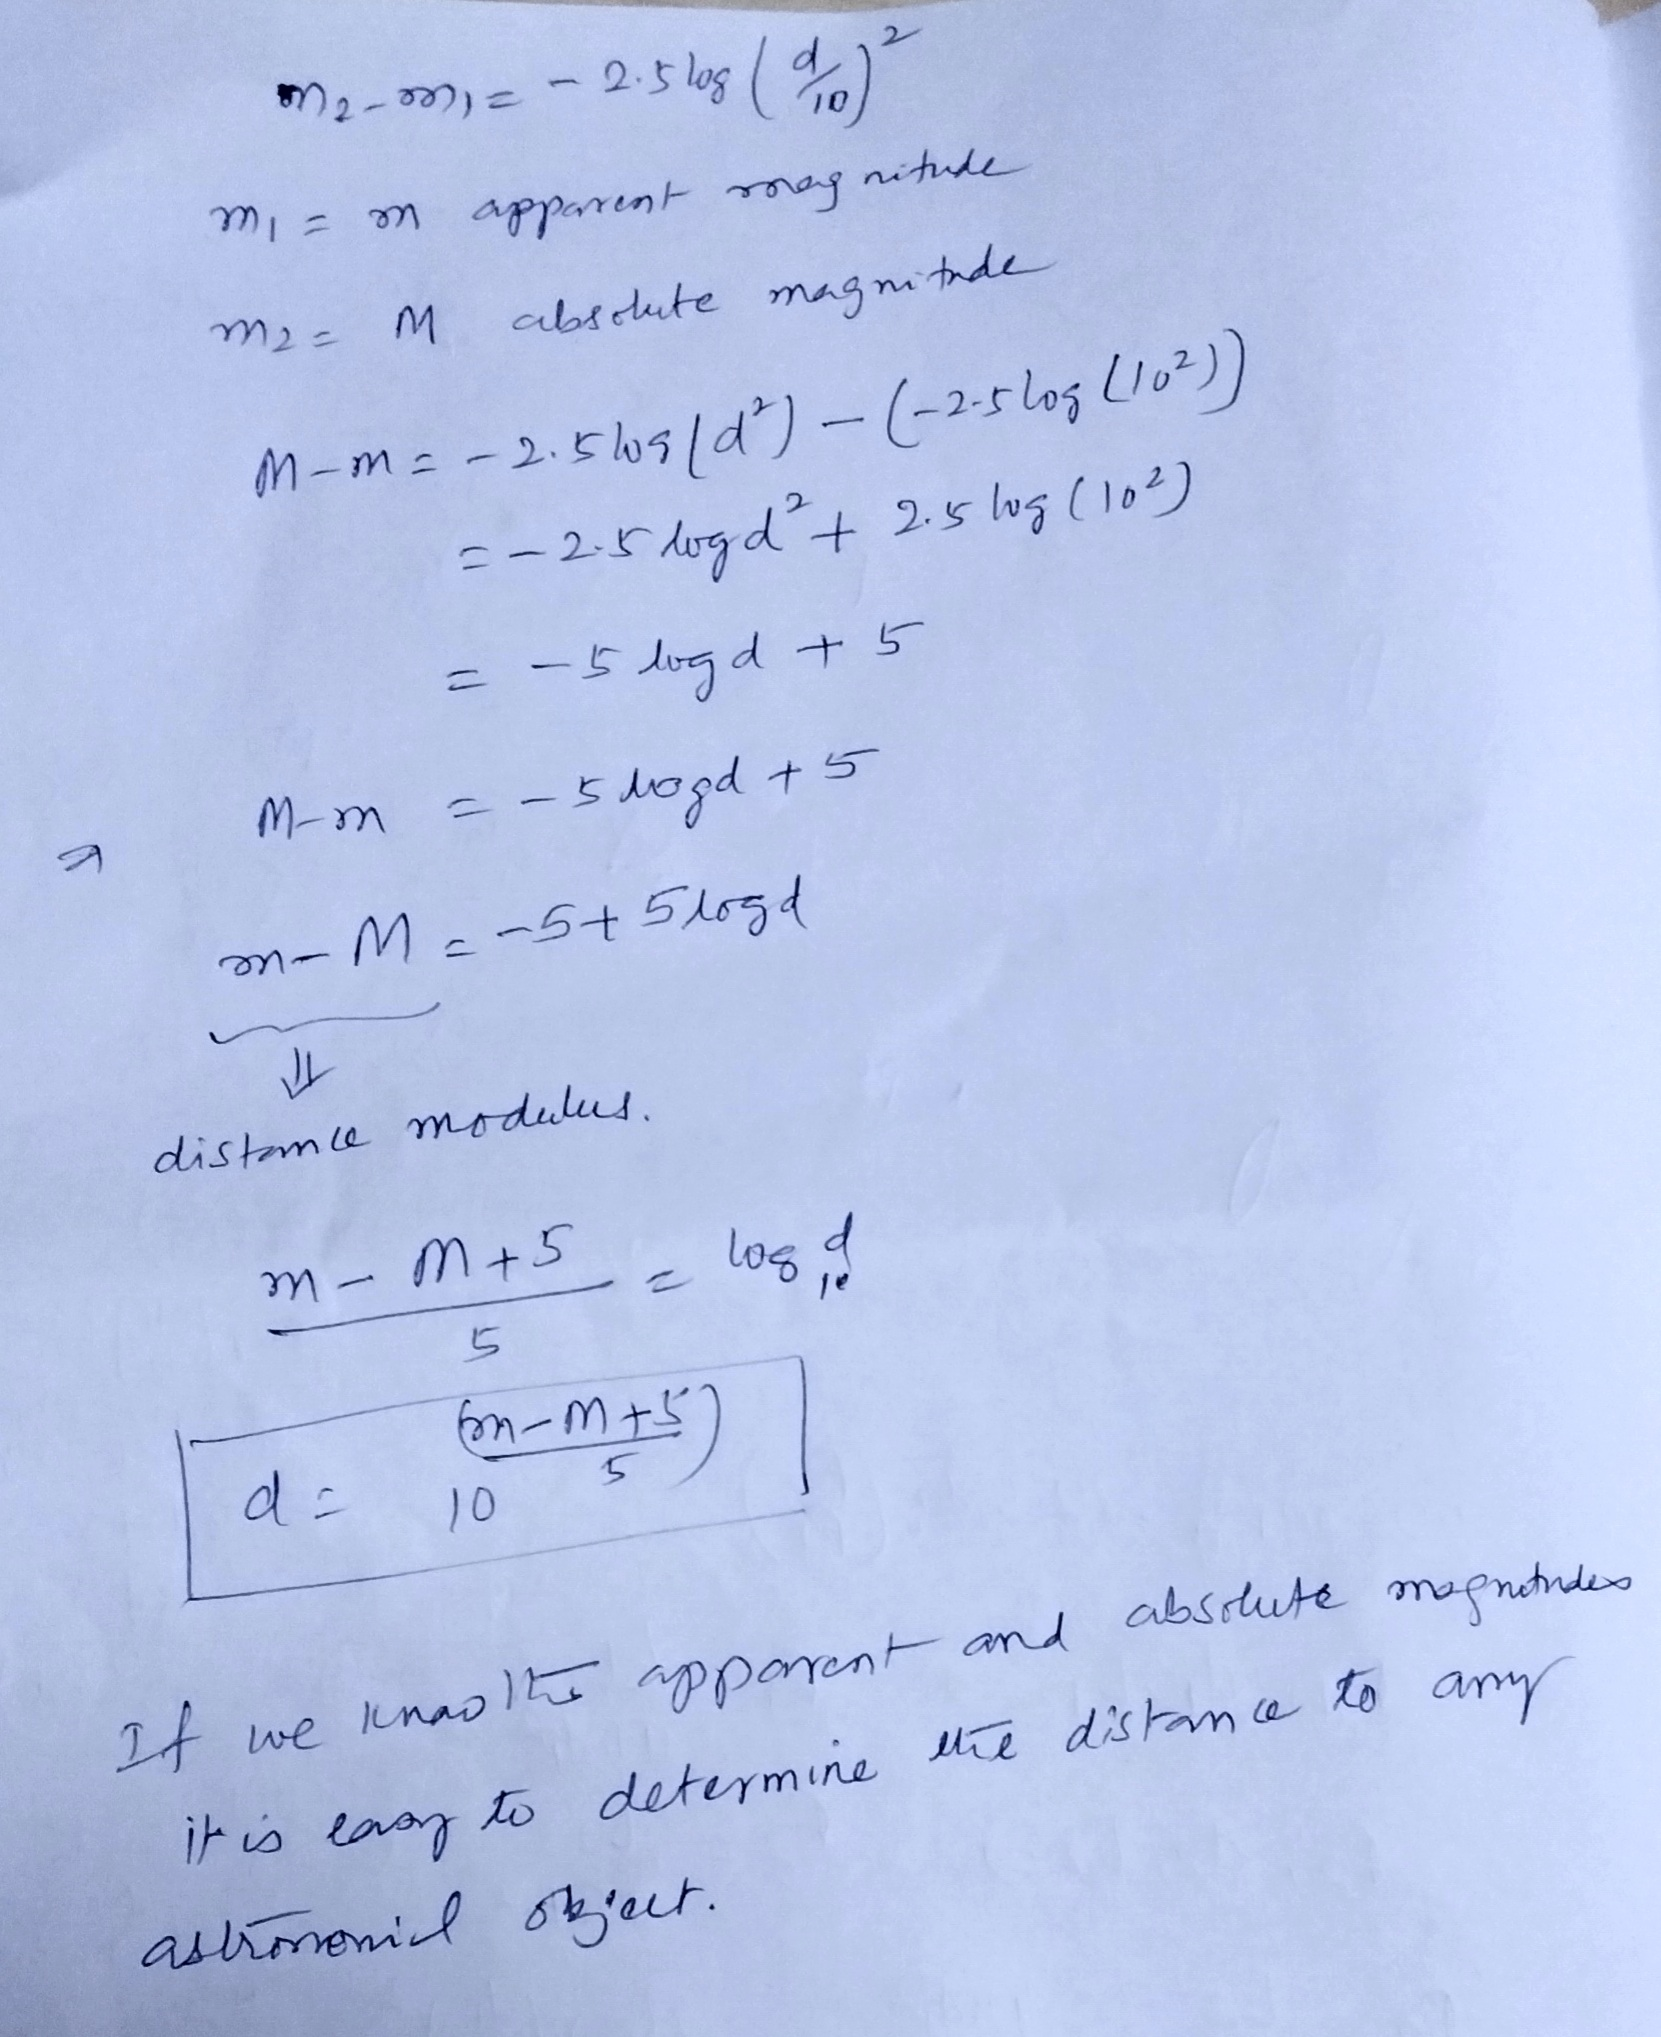 m₂ - m₁ = - 2.5 log (d/10)²
m₁ = m apparent magnitude
m₂ = M absolute magnitude
M - m = - 2.5 log (d²) - (-2.5 log (10²))
= - 2.5 log d² + 2.5 log (10²)
= - 5 log d + 5
M - m = - 5 log d + 5
m - M = -5 + 5 log d
⇓
distance modulus.
(m - M + 5)/5 = log₁₀ d
d = 10^((m - M + 5)/5)
If we know the apparent and absolute magnitudes
it is easy to determine the distance to any
astronomical object.